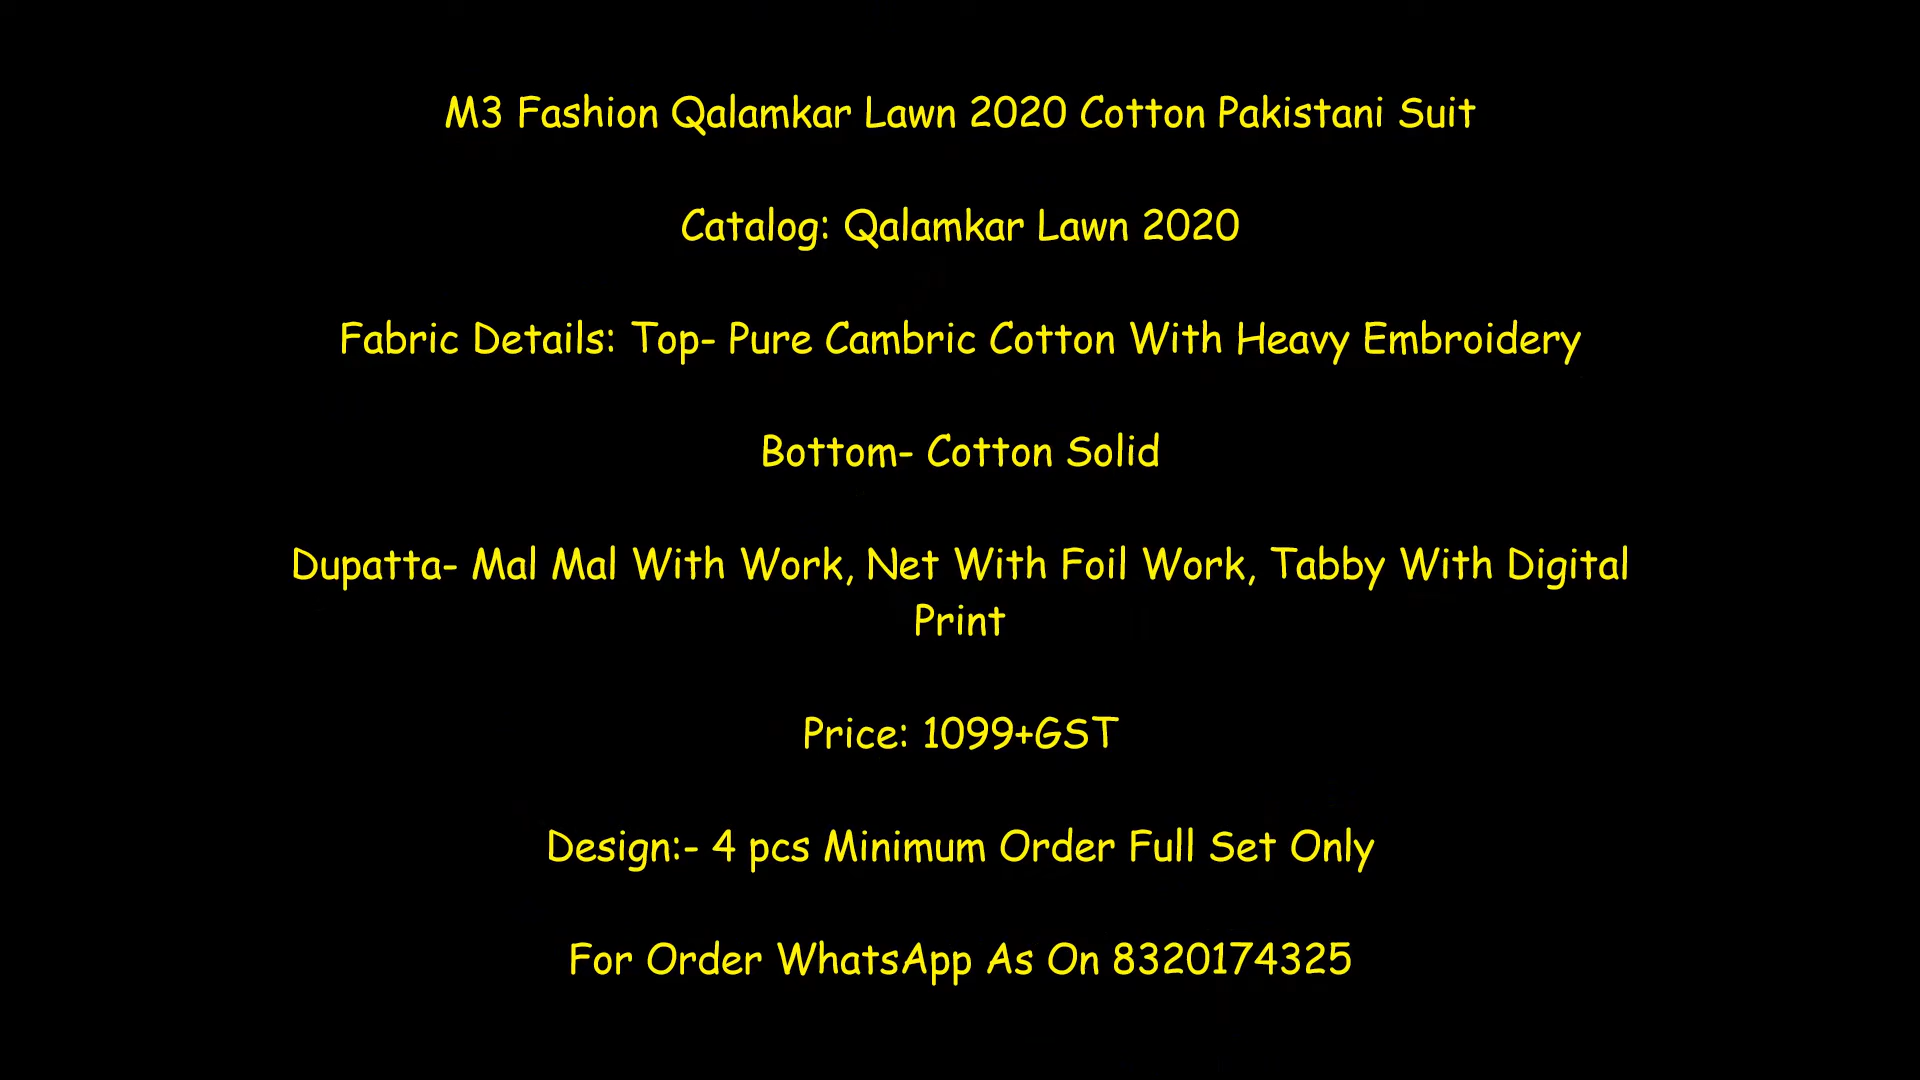 M3 Fashion Qalamkar Lawn 2020 Cotton Pakistani Suit
Catalog: Qalamkar Lawn 2020
Fabric Details: Top- Pure Cambric Cotton With Heavy Embroidery
Bottom- Cotton Solid
Dupatta- Mal Mal With Work, Net With Foil Work, Tabby With Digital
Print
Price: 1099+GST
Design:- 4 pcs Minimum Order Full Set Only
For Order WhatsApp As On 8320174325